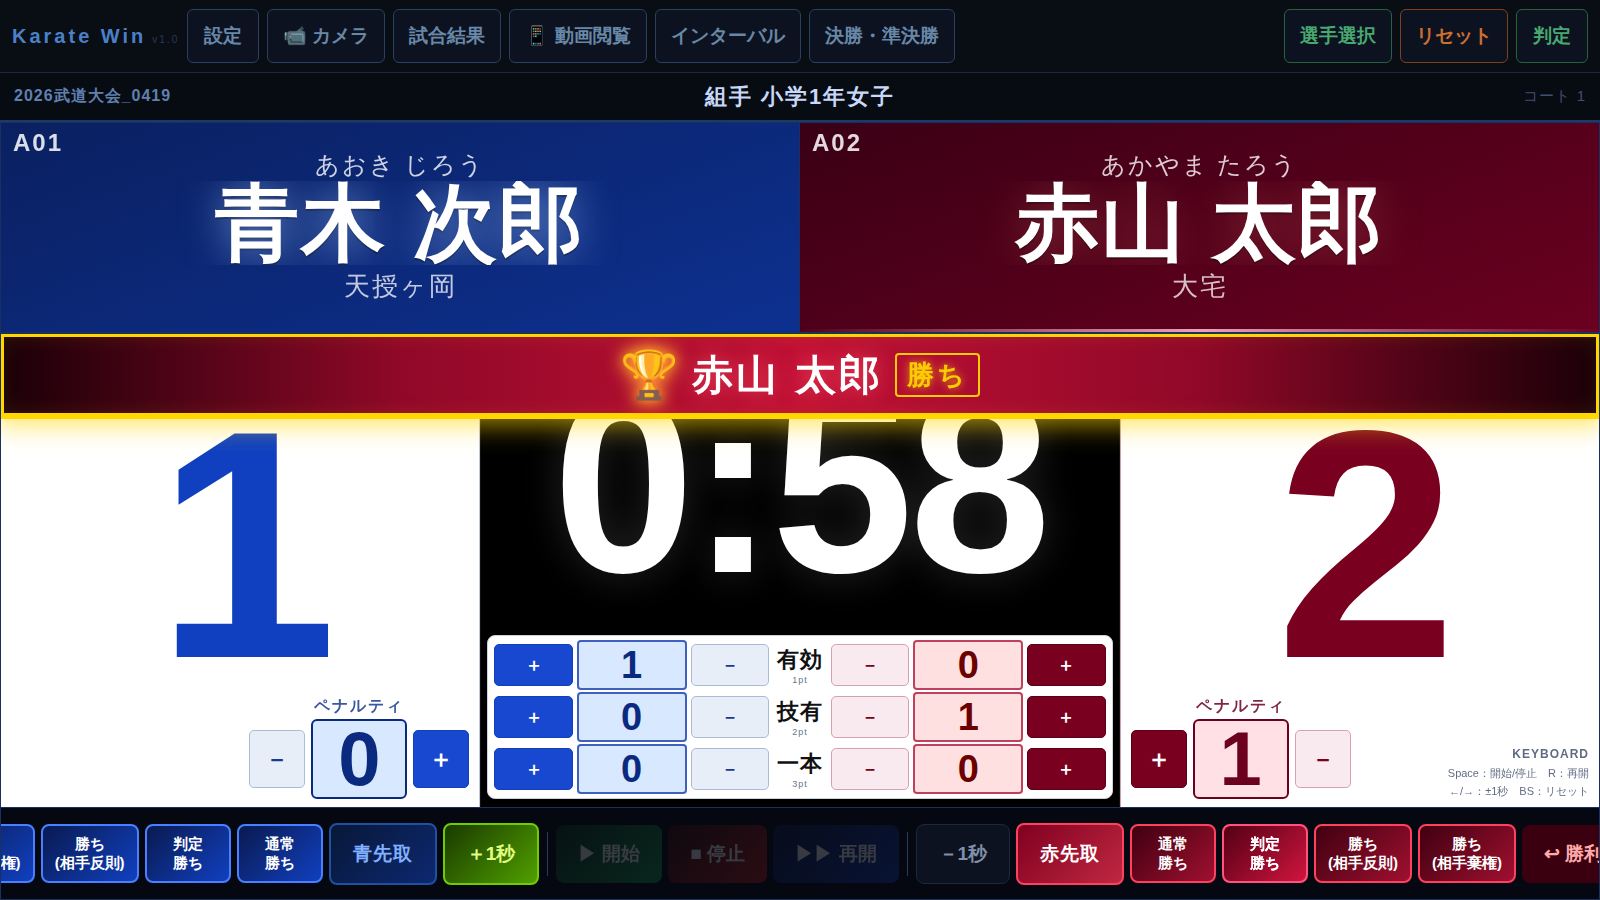 Karate Win v1.0 設定 📹 カメラ 試合結果 📱 動画閲覧 インターバル 決勝・準決勝 選手選択 リセット 判定
2026武道大会_0419 組手 小学1年女子 コート 1
A01 A02
あおき じろう あかやま たろう
青木 次郎 赤山 太郎
天授ヶ岡 大宅
🏆 赤山 太郎 勝ち
1 0:58 2
+ 1 − 有効 − 0 +
1pt
+ 0 − 技有 − 1 +
2pt
+ 0 − 一本 − 0 +
3pt
ペナルティ ペナルティ
− 0 + + 1 −
KEYBOARD
Space：開始/停止 R：再開
←/→：±1秒 BS：リセット
権) 勝ち 判定 通常 青先取 ＋1秒 ▶ 開始 ■ 停止 ▶▶ 再開 −1秒 赤先取 通常 判定 勝ち 勝ち ↩ 勝利
(相手反則) 勝ち 勝ち 勝ち 勝ち (相手反則) (相手棄権)